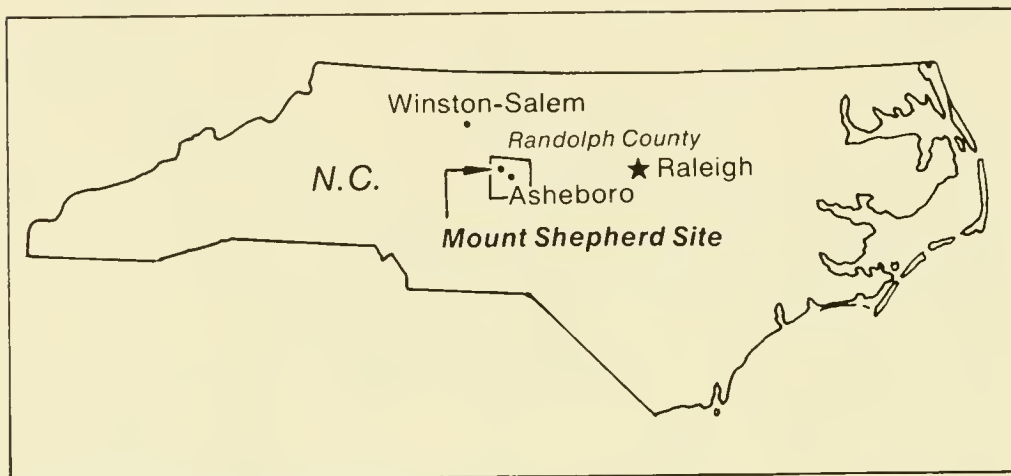 Winston-Salem
Randolph County
N.C.
Raleigh
Asheboro
Mount Shepherd Site